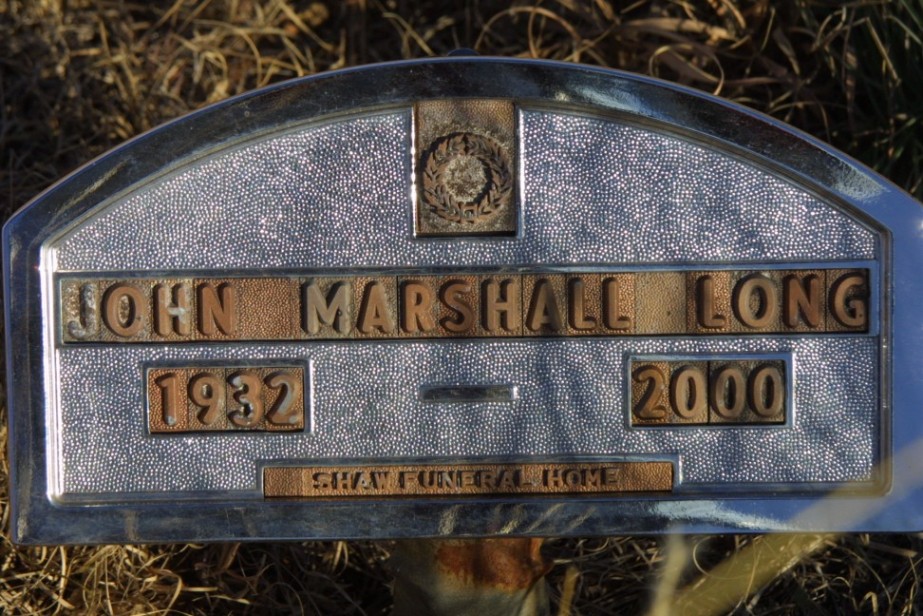 JOHN MARSHALL LONG
1932 — 2000
SHAW FUNERAL HOME